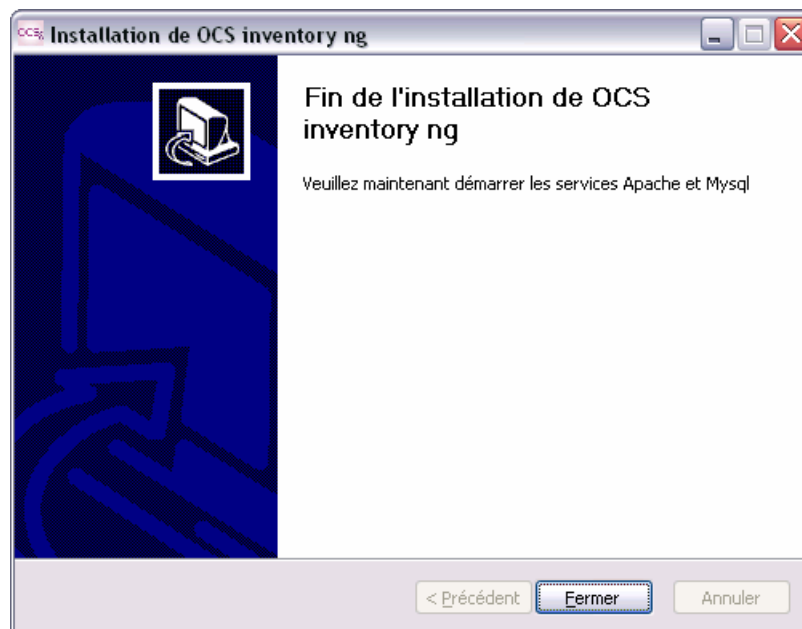 OCS
Installation de OCS inventory ng
Fin de l'installation de OCS
inventory ng
Veuillez maintenant démarrer les services Apache et Mysql
< Précédent
Fermer
Annuler